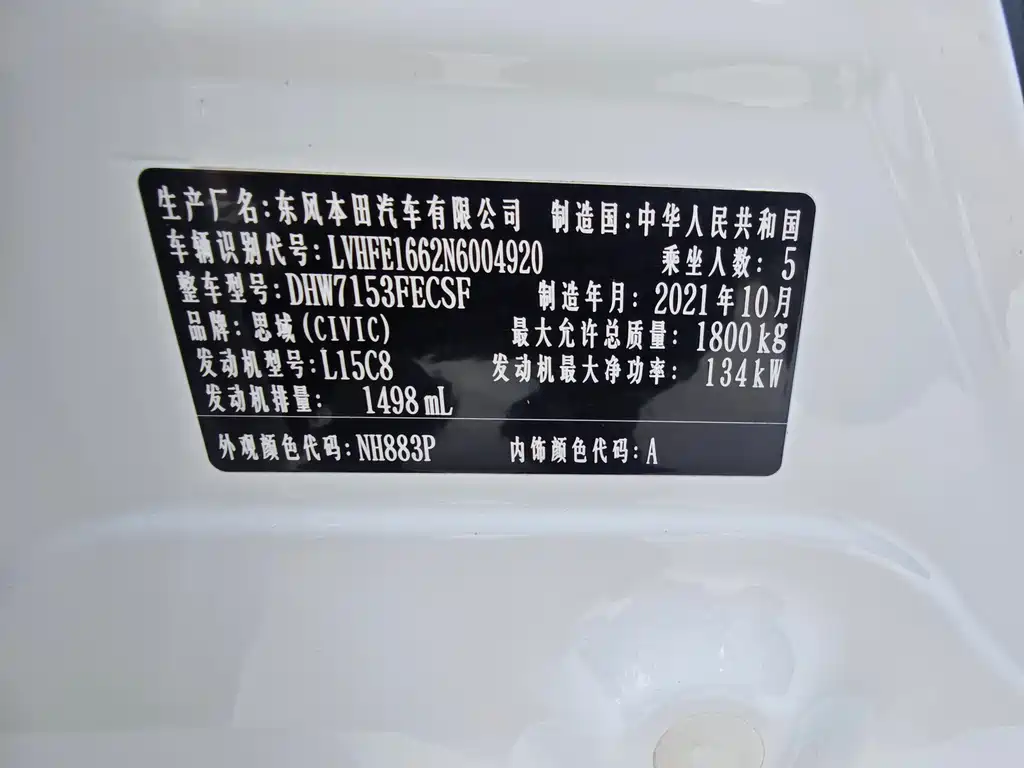 生产厂名:东风本田汽车有限公司 制造国:中华人民共和国
车辆识别代号:LVHFE1662N6004920 乘坐人数:5
整车型号:DHW7153FECSF 制造年月:2021年10月
品牌:思域(CIVIC) 最大允许总质量:1800kg
发动机型号:L15C8 发动机最大净功率:134kW
发动机排量: 1498mL
外观颜色代码:NH883P 内饰颜色代码:A